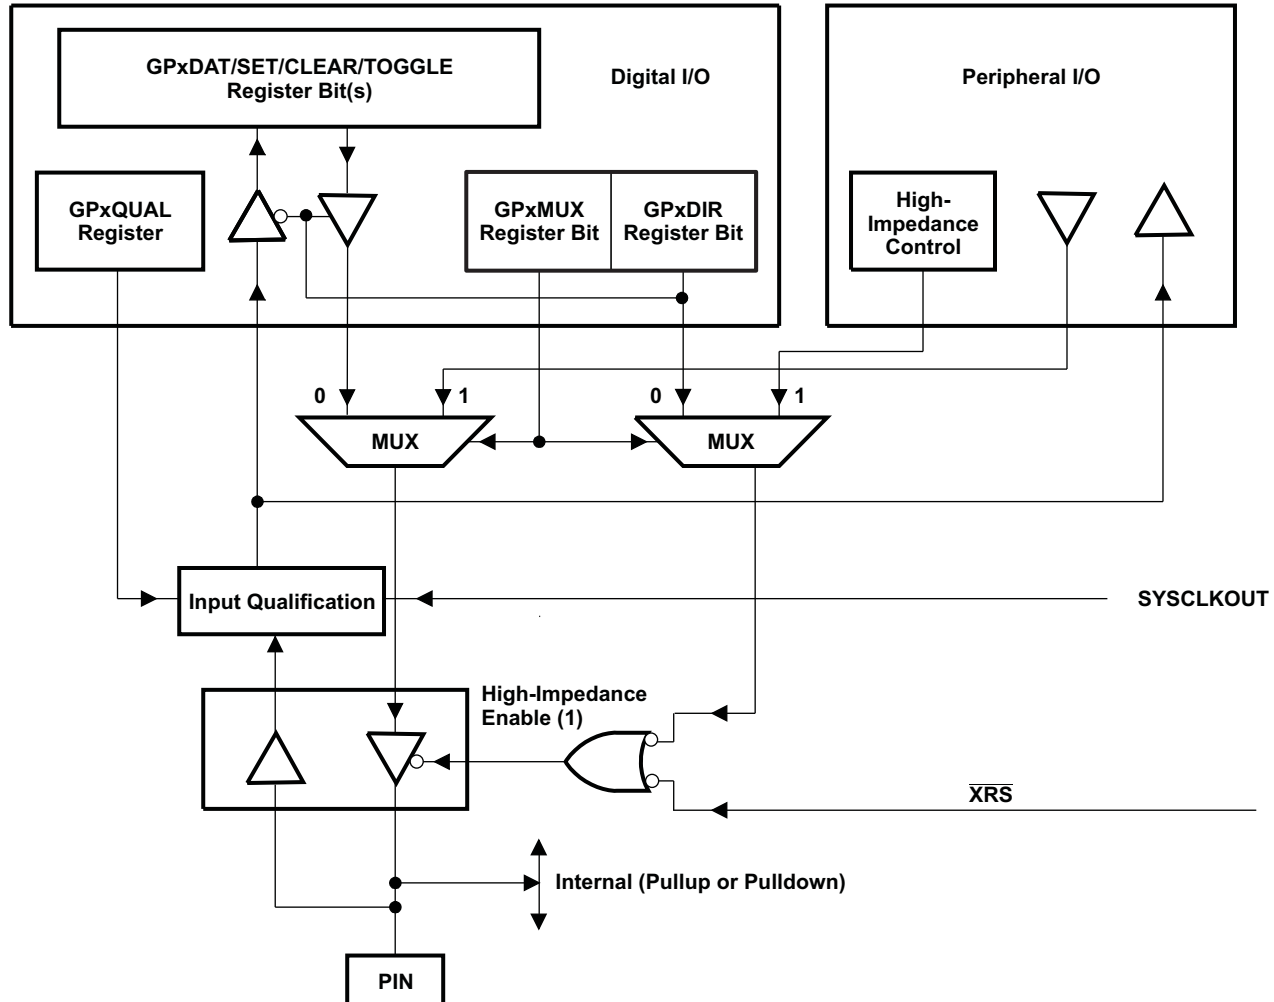 GPxDAT/SET/CLEAR/TOGGLE
Register Bit(s)
Digital I/O
Peripheral I/O
GPxQUAL
Register
GPxMUX
Register Bit
GPxDIR
Register Bit
High-
Impedance
Control
0
1
0
1
MUX
MUX
Input Qualification
SYSCLKOUT
High-Impedance
Enable (1)
XRS
Internal (Pullup or Pulldown)
PIN